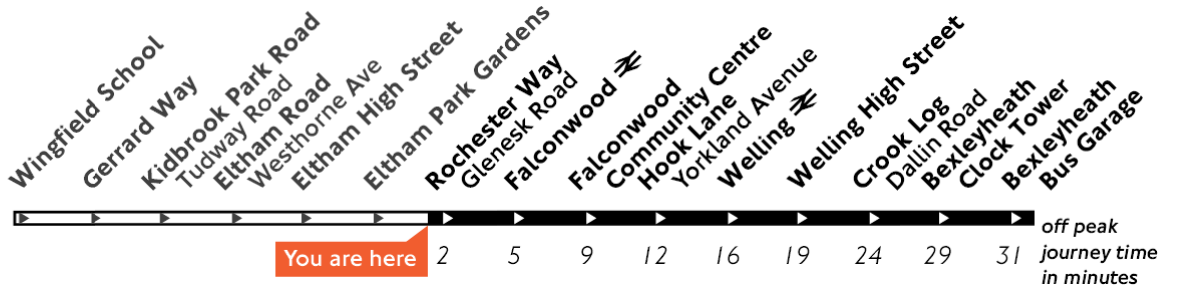 Wingfield School
Gerrard Way
Kidbrook Park Road
Tudway Road
Eltham Road
Westhorne Ave
Eltham High Street
Eltham Park Gardens
Rochester Way
Glenesk Road
Falconwood
Falconwood
Community Centre
Hook Lane
Yorkland Avenue
Welling
Welling High Street
Crook Log
Dallin Road
Bexleyheath
Clock Tower
Bexleyheath
Bus Garage
You are here
2 5 9 12 16 19 24 29 31
off peak
journey time
in minutes